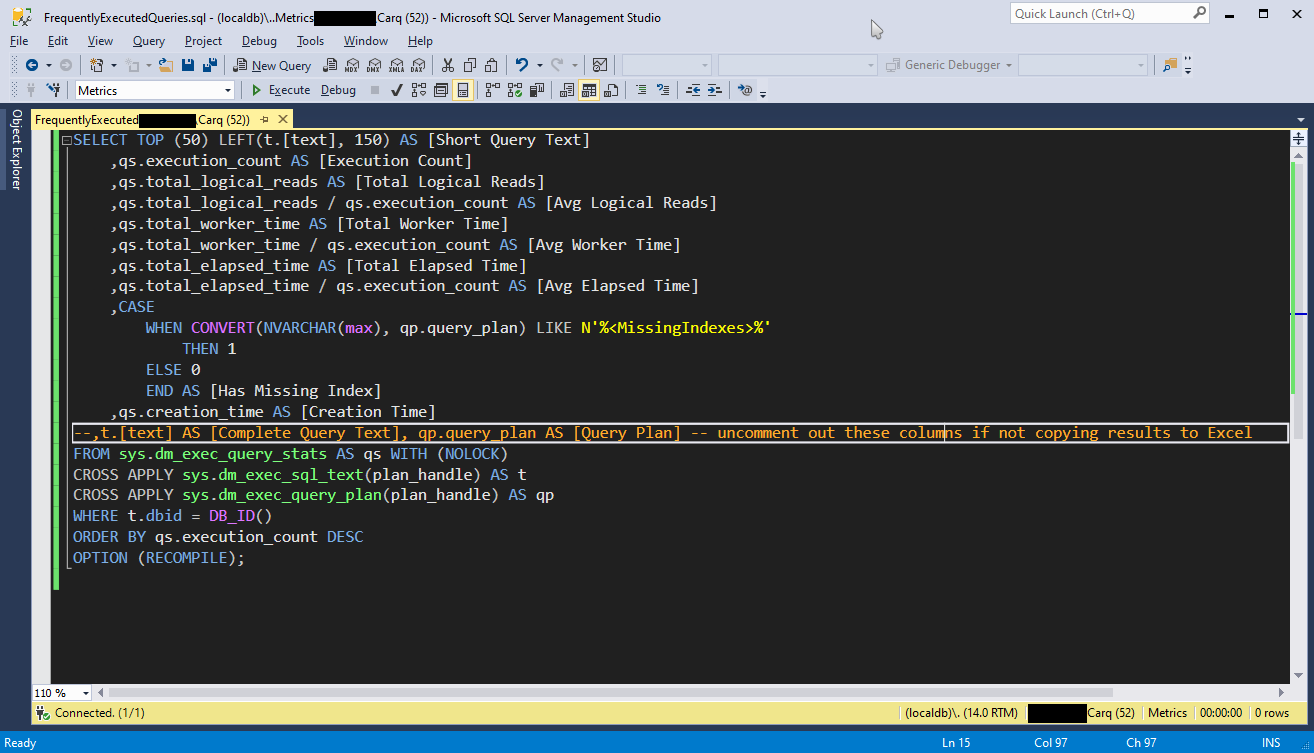 FrequentlyExecutedQueries.sql - (localdb)\..Metrics Carq (52)) - Microsoft SQL Server Management Studio
Quick Launch (Ctrl+Q)
File Edit View Query Project Debug Tools Window Help
New Query MDX DMX XMLA DAX Generic Debugger
Metrics Execute Debug
Object Explorer
FrequentlyExecuted \Carq (52))
SELECT TOP (50) LEFT(t.[text], 150) AS [Short Query Text]
,qs.execution_count AS [Execution Count]
,qs.total_logical_reads AS [Total Logical Reads]
,qs.total_logical_reads / qs.execution_count AS [Avg Logical Reads]
,qs.total_worker_time AS [Total Worker Time]
,qs.total_worker_time / qs.execution_count AS [Avg Worker Time]
,qs.total_elapsed_time AS [Total Elapsed Time]
,qs.total_elapsed_time / qs.execution_count AS [Avg Elapsed Time]
,CASE
WHEN CONVERT(NVARCHAR(max), qp.query_plan) LIKE N'%<MissingIndexes>%'
THEN 1
ELSE 0
END AS [Has Missing Index]
,qs.creation_time AS [Creation Time]
--,t.[text] AS [Complete Query Text], qp.query_plan AS [Query Plan] -- uncomment out these columns if not copying results to Excel
FROM sys.dm_exec_query_stats AS qs WITH (NOLOCK)
CROSS APPLY sys.dm_exec_sql_text(plan_handle) AS t
CROSS APPLY sys.dm_exec_query_plan(plan_handle) AS qp
WHERE t.dbid = DB_ID()
ORDER BY qs.execution_count DESC
OPTION (RECOMPILE);
110 %
Connected. (1/1) (localdb)\. (14.0 RTM) Carq (52) Metrics 00:00:00 0 rows
Ready Ln 15 Col 97 Ch 97 INS